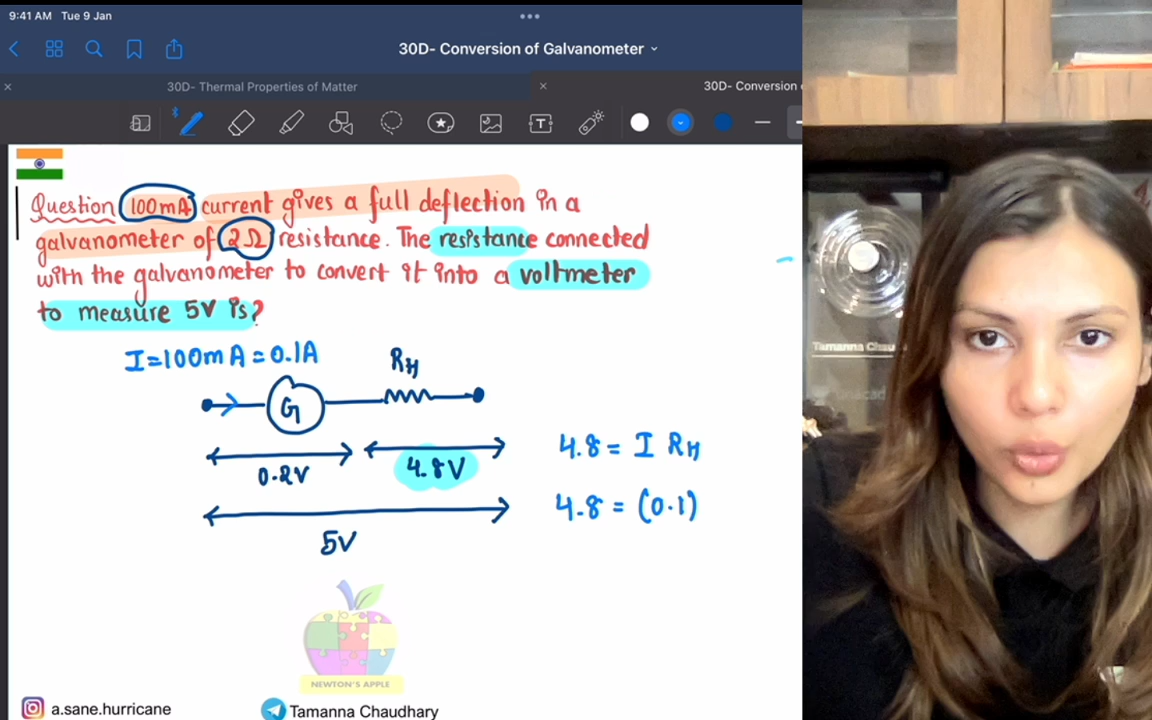 9:41 AM Tue 9 Jan
30D- Conversion of Galvanometer
30D- Thermal Properties of Matter
30D- Conversion
Question 100mA current gives a full deflection in a
galvanometer of 2Ω resistance. The resistance connected
with the galvanometer to convert it into a voltmeter
to measure 5V is?
I=100mA=0.1A
RH
G
0.2V
4.8V
5V
4.8 = I RH
4.8 = (0.1)
NEWTON'S APPLE
a.sane.hurricane
Tamanna Chaudhary
Tamanna Chau